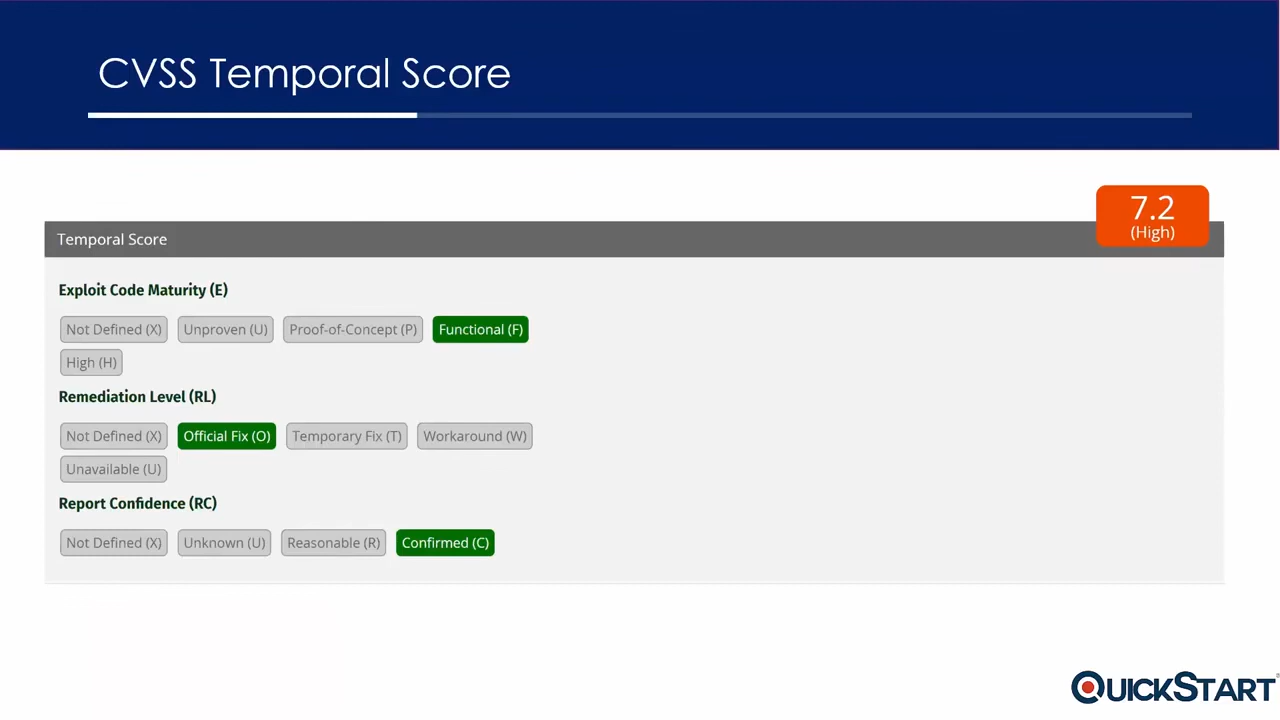 CVSS Temporal Score
7.2
(High)
Temporal Score
Exploit Code Maturity (E)
Not Defined (X) Unproven (U) Proof-of-Concept (P) Functional (F)
High (H)
Remediation Level (RL)
Not Defined (X) Official Fix (O) Temporary Fix (T) Workaround (W)
Unavailable (U)
Report Confidence (RC)
Not Defined (X) Unknown (U) Reasonable (R) Confirmed (C)
QUICKSTART